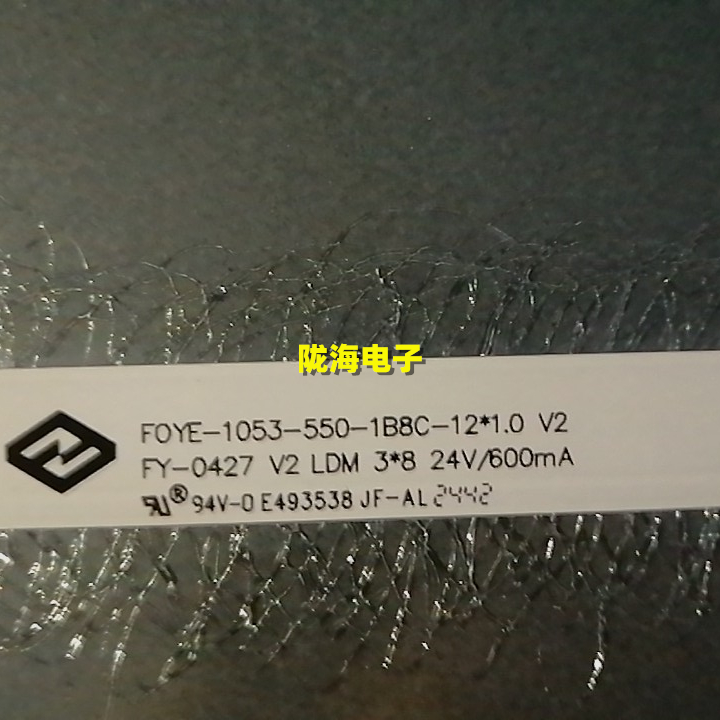 陇海电子
FOYE-1053-550-1B8C-12*1.0 V2
FY-0427 V2 LDM 3*8 24V/600mA
®94V-0 E493538 JF-AL 2442